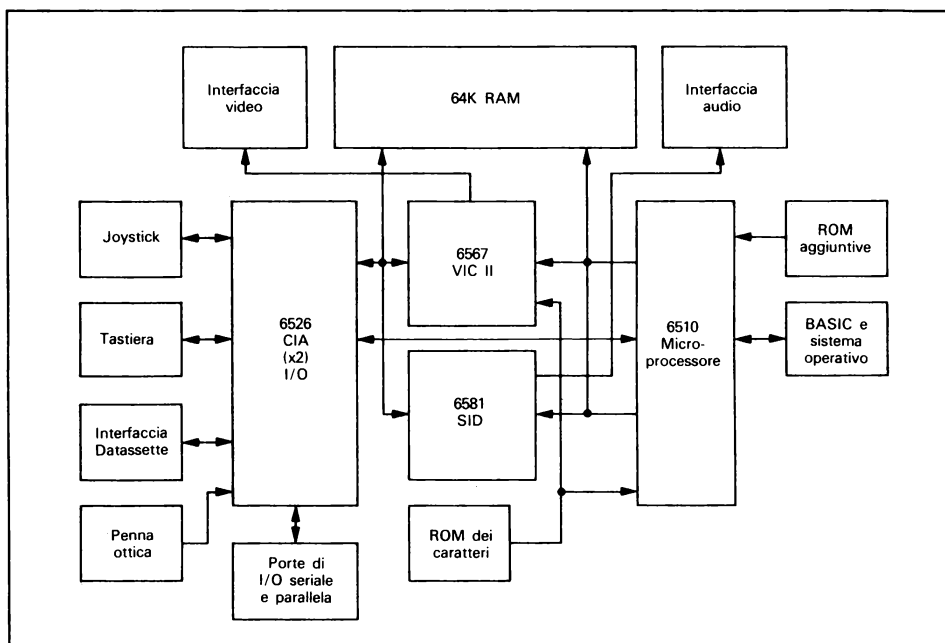 Interfaccia
video
64K RAM
Interfaccia
audio
Joystick
Tastiera
Interfaccia
Datassette
Penna
ottica
6526
CIA
(x2)
I/O
Porte di
I/O seriale
e parallela
6567
VIC II
6581
SID
ROM dei
caratteri
6510
Micro-
processore
ROM
aggiuntive
BASIC e
sistema
operativo